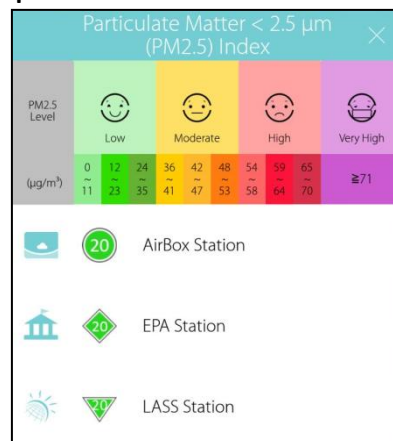 Particulate Matter < 2.5 µm
(PM2.5) Index
PM2.5
Level
Low
Moderate
High
Very High
(µg/m³)
0 ~ 11
12 ~ 23
24 ~ 35
36 ~ 41
42 ~ 47
48 ~ 53
54 ~ 58
59 ~ 64
65 ~ 70
≧71
20
AirBox Station
20
EPA Station
20
LASS Station